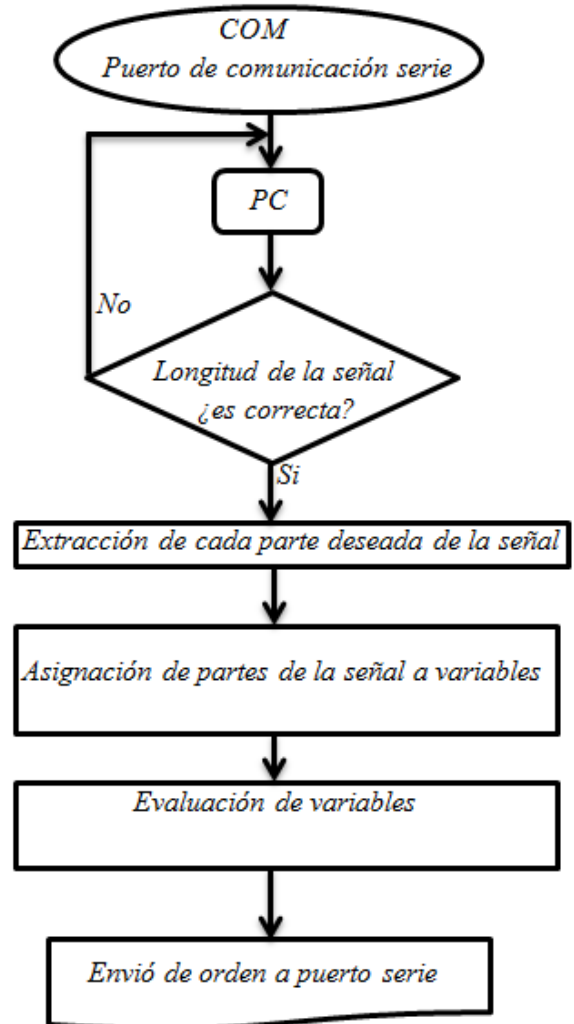 COM
Puerto de comunicación serie
PC
No
Longitud de la señal
¿es correcta?
Si
Extracción de cada parte deseada de la señal
Asignación de partes de la señal a variables
Evaluación de variables
Envió de orden a puerto serie